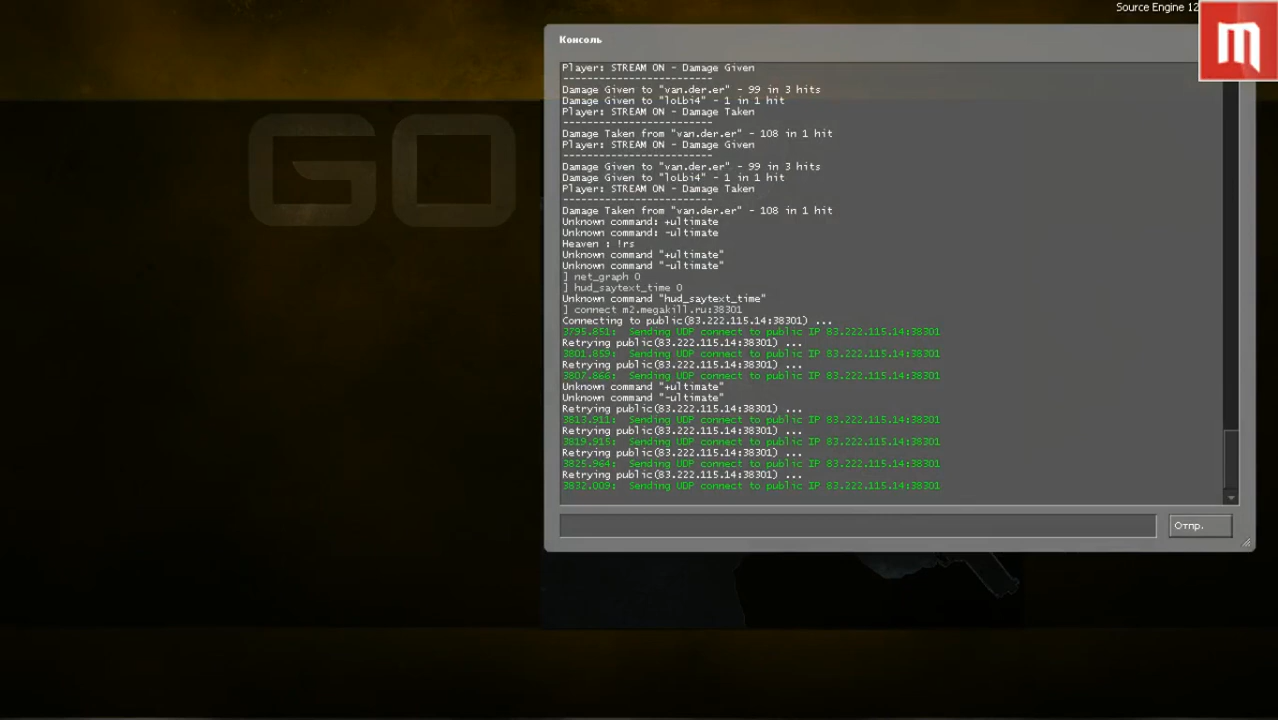 Source Engine 12
Консоль
GO
Player: STREAM ON - Damage Given
-------------------------
Damage Given to "van.der.er" - 99 in 3 hits
Damage Given to "loLbi4" - 1 in 1 hit
Player: STREAM ON - Damage Taken
-------------------------
Damage Taken from "van.der.er" - 108 in 1 hit
Player: STREAM ON - Damage Given
-------------------------
Damage Given to "van.der.er" - 99 in 3 hits
Damage Given to "loLbi4" - 1 in 1 hit
Player: STREAM ON - Damage Taken
-------------------------
Damage Taken from "van.der.er" - 108 in 1 hit
Unknown command: +ultimate
Unknown command: -ultimate
Heaven : !rs
Unknown command "+ultimate"
Unknown command "-ultimate"
] net_graph 0
] hud_saytext_time 0
Unknown command "hud_saytext_time"
] connect m2.megakill.ru:38301
Connecting to public(83.222.115.14:38301) ...
3795.851:  Sending UDP connect to public IP 83.222.115.14:38301
Retrying public(83.222.115.14:38301) ...
3801.859:  Sending UDP connect to public IP 83.222.115.14:38301
Retrying public(83.222.115.14:38301) ...
3807.866:  Sending UDP connect to public IP 83.222.115.14:38301
Unknown command "+ultimate"
Unknown command "-ultimate"
Retrying public(83.222.115.14:38301) ...
3813.911:  Sending UDP connect to public IP 83.222.115.14:38301
Retrying public(83.222.115.14:38301) ...
3819.915:  Sending UDP connect to public IP 83.222.115.14:38301
Retrying public(83.222.115.14:38301) ...
3825.964:  Sending UDP connect to public IP 83.222.115.14:38301
Retrying public(83.222.115.14:38301) ...
3832.009:  Sending UDP connect to public IP 83.222.115.14:38301
Отпр.